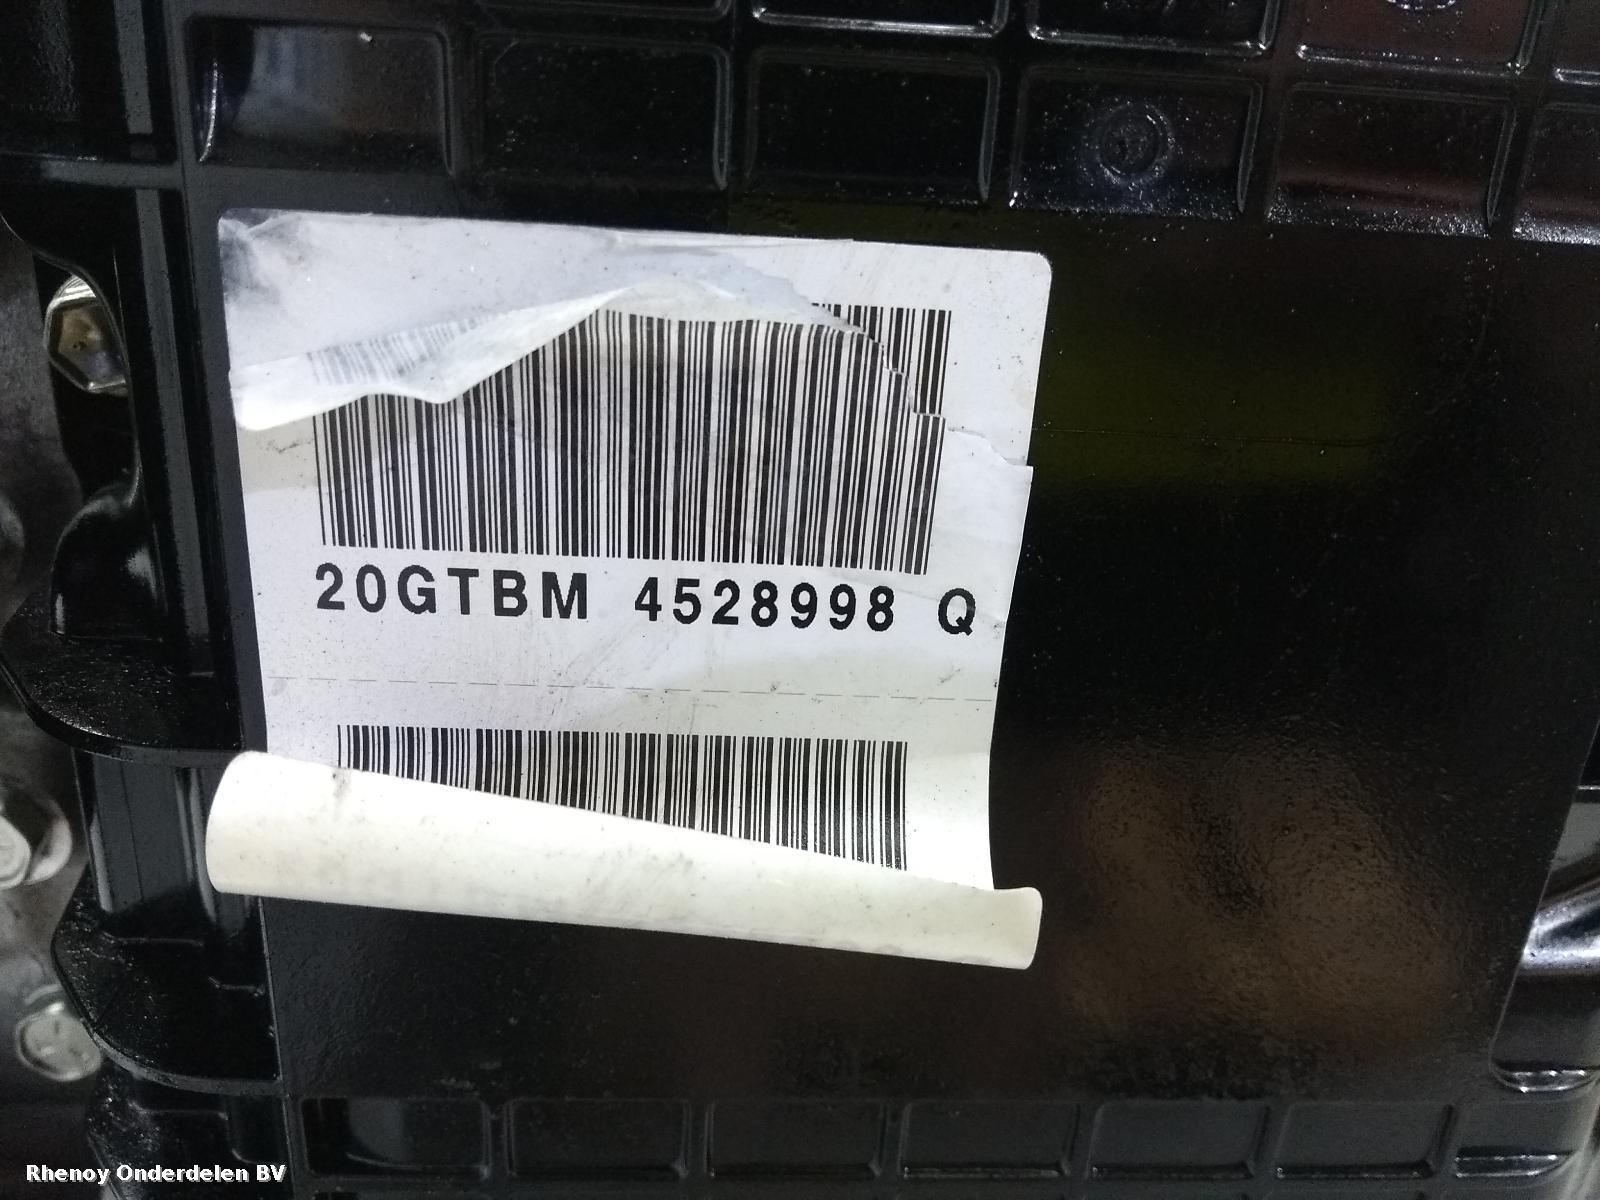 20GTBM 4528998 Q
Rhenoy Onderdelen BV